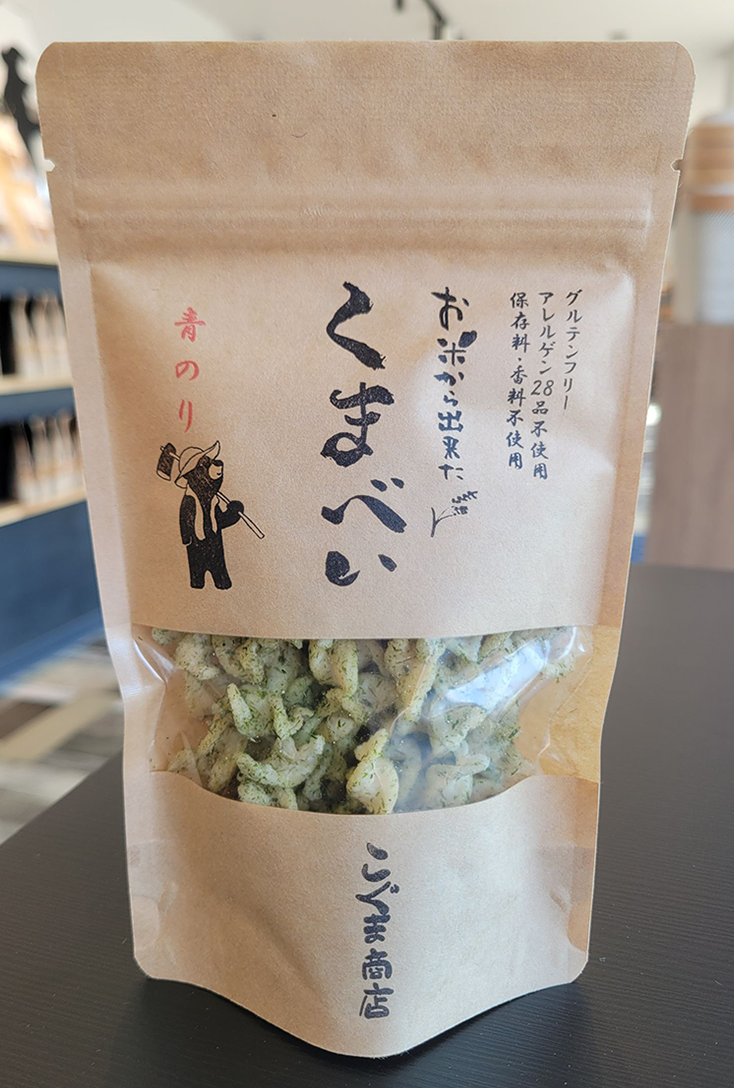 グルテンフリー
アレルゲン28品不使用
保存料・香料不使用
お米から出来た
くまべい
青のり
こぐま商店